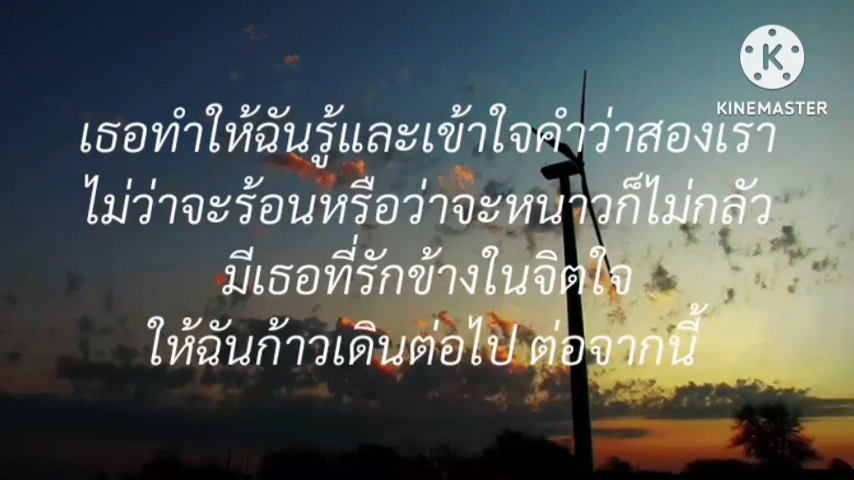 KINEMASTER
เธอทำให้ฉันรู้และเข้าใจคำว่าสองเรา
ไม่ว่าจะร้อนหรือว่าจะหนาวก็ไม่กลัว
มีเธอที่รักข้างในจิตใจ
ให้ฉันก้าวเดินต่อไป ต่อจากนี้